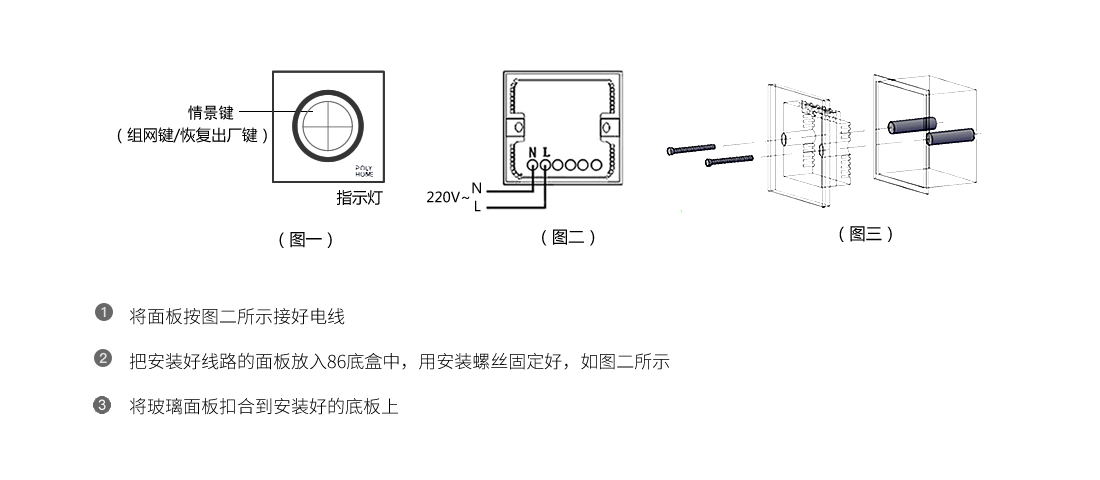 情景键
（组网键/恢复出厂键）
POLY
HOME
指示灯
（图一）
N L
220V~ N
L
（图二）
（图三）
1 将面板按图二所示接好电线
2 把安装好线路的面板放入86底盒中，用安装螺丝固定好，如图二所示
3 将玻璃面板扣合到安装好的底板上